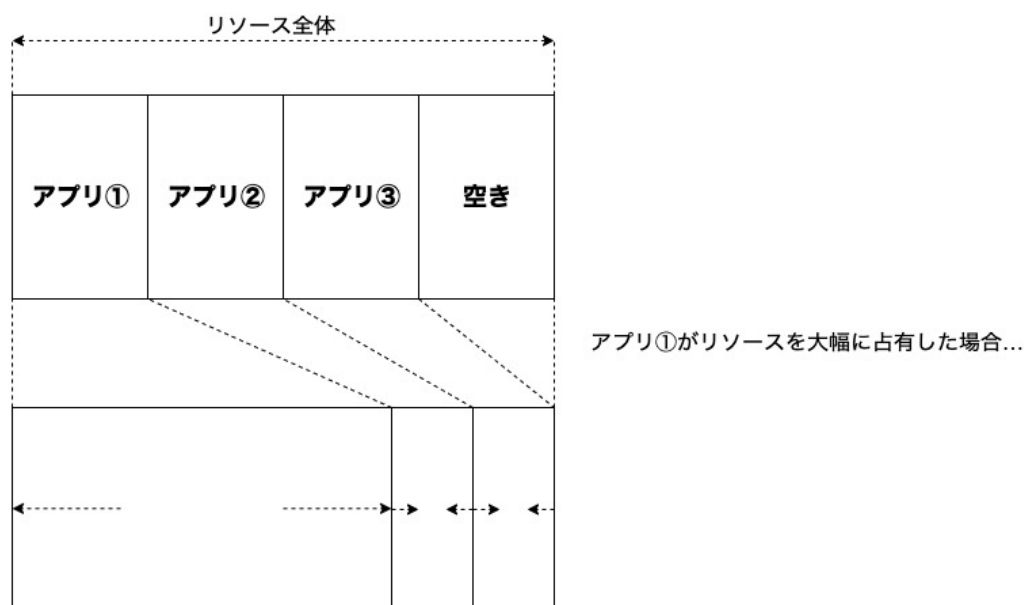 リソース全体
アプリ①
アプリ②
アプリ③
空き
アプリ①がリソースを大幅に占有した場合...